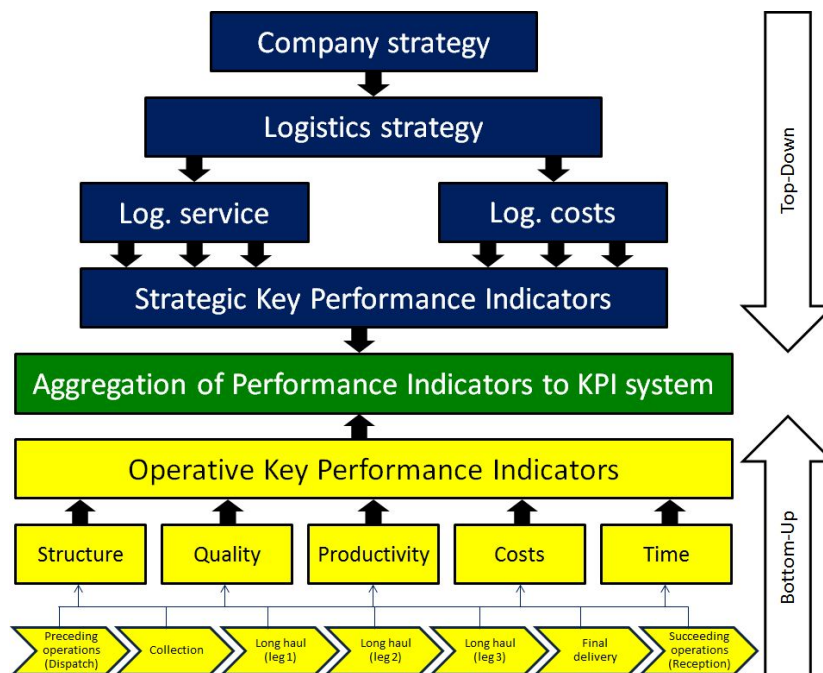 Company strategy
Logistics strategy
Log. service
Log. costs
Strategic Key Performance Indicators
Top-Down
Aggregation of Performance Indicators to KPI system
Operative Key Performance Indicators
Structure
Quality
Productivity
Costs
Time
Bottom-Up
Preceding
operations
(Dispatch)
Collection
Long haul
(leg 1)
Long haul
(leg 2)
Long haul
(leg 3)
Final
delivery
Succeeding
operations
(Reception)